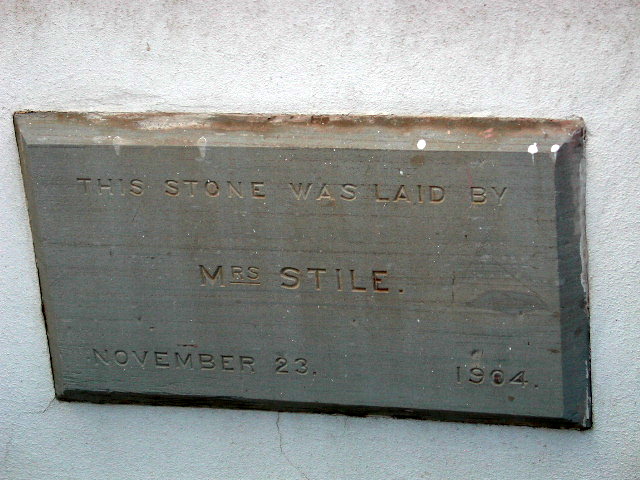 THIS STONE WAS LAID BY
MRS STILE.
NOVEMBER 23. 1904.